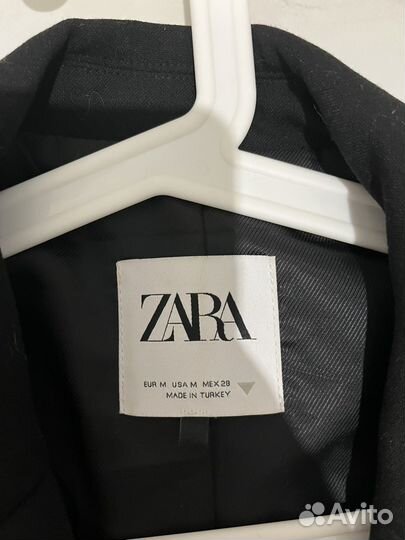 ZARA
EUR M USA M MEX 28
MADE IN TURKEY
Avito